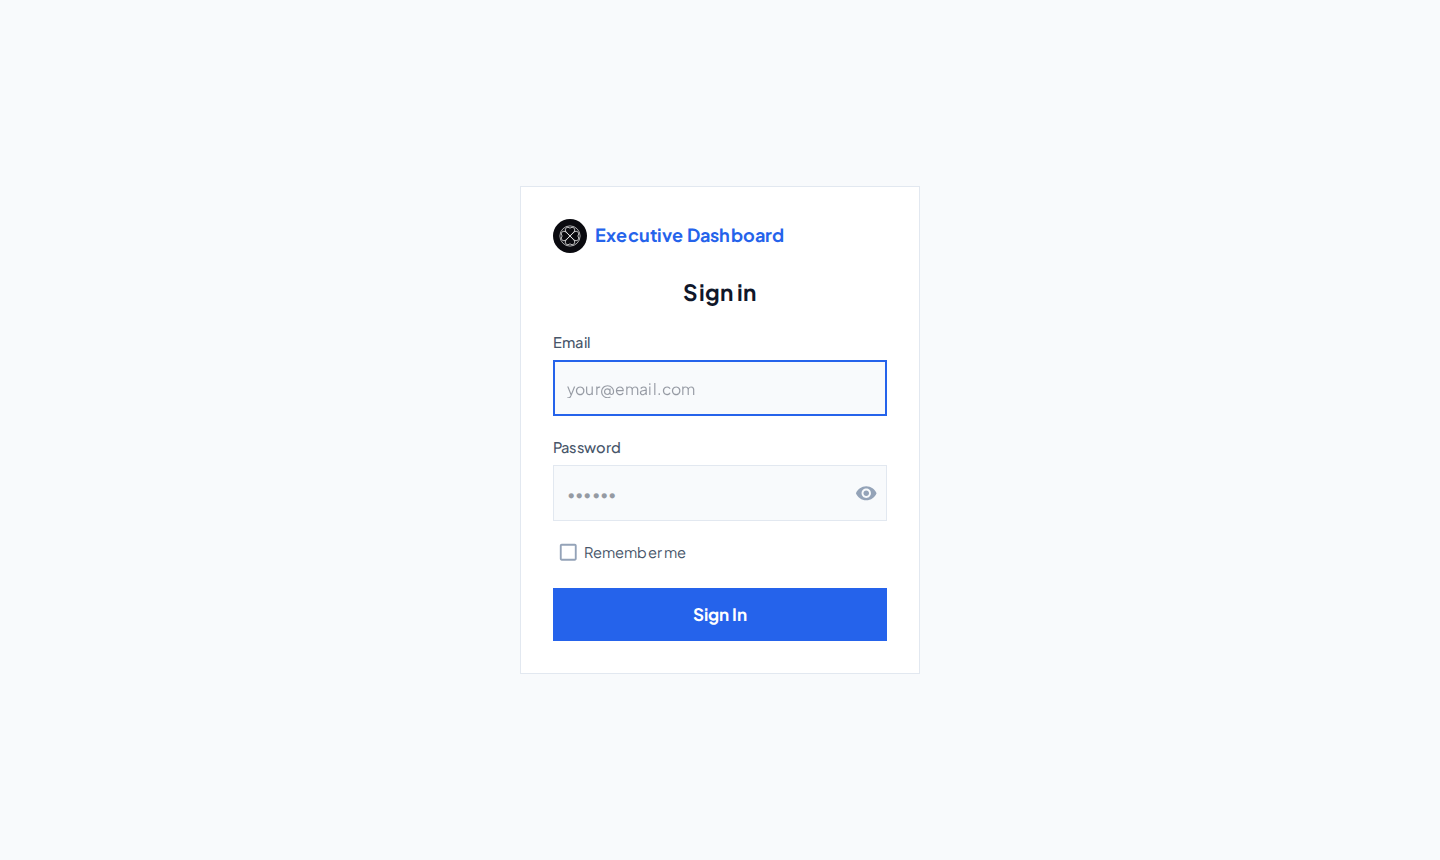 Executive Dashboard
Sign in
Email
your@email.com
Password
••••••
Remember me
Sign In